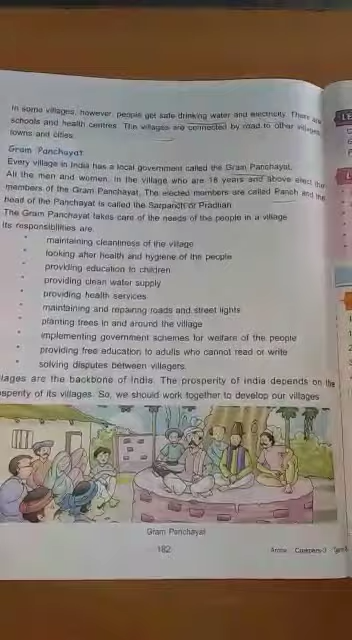 In some villages, however, people get safe drinking water and electricity. There are
schools and health centres. The villages are connected by road to other villages,
towns and cities.
Gram Panchayat
Every village in India has a local government called the Gram Panchayat.
All the men and women. in the village who are 18 years and above elect the
members of the Gram Panchayat. The elected members are called Panch and the
head of the Panchayat is called the Sarpanch or Pradhan.
The Gram Panchayat takes care of the needs of the people in a village
Its responsibilities are.
• maintaining cleanliness of the village
• looking after health and hygiene of the people
• providing education to children
• providing clean water supply
• providing health services
• maintaining and repairing roads and street lights
• planting trees in and around the village
• implementing government schemes for welfare of the people
• providing free education to adults who cannot read or write
• solving disputes between villagers.
lages are the backbone of India. The prosperity of India depends on the
sperity of its villages. So, we should work together to develop our villages
Gram Panchayat
182